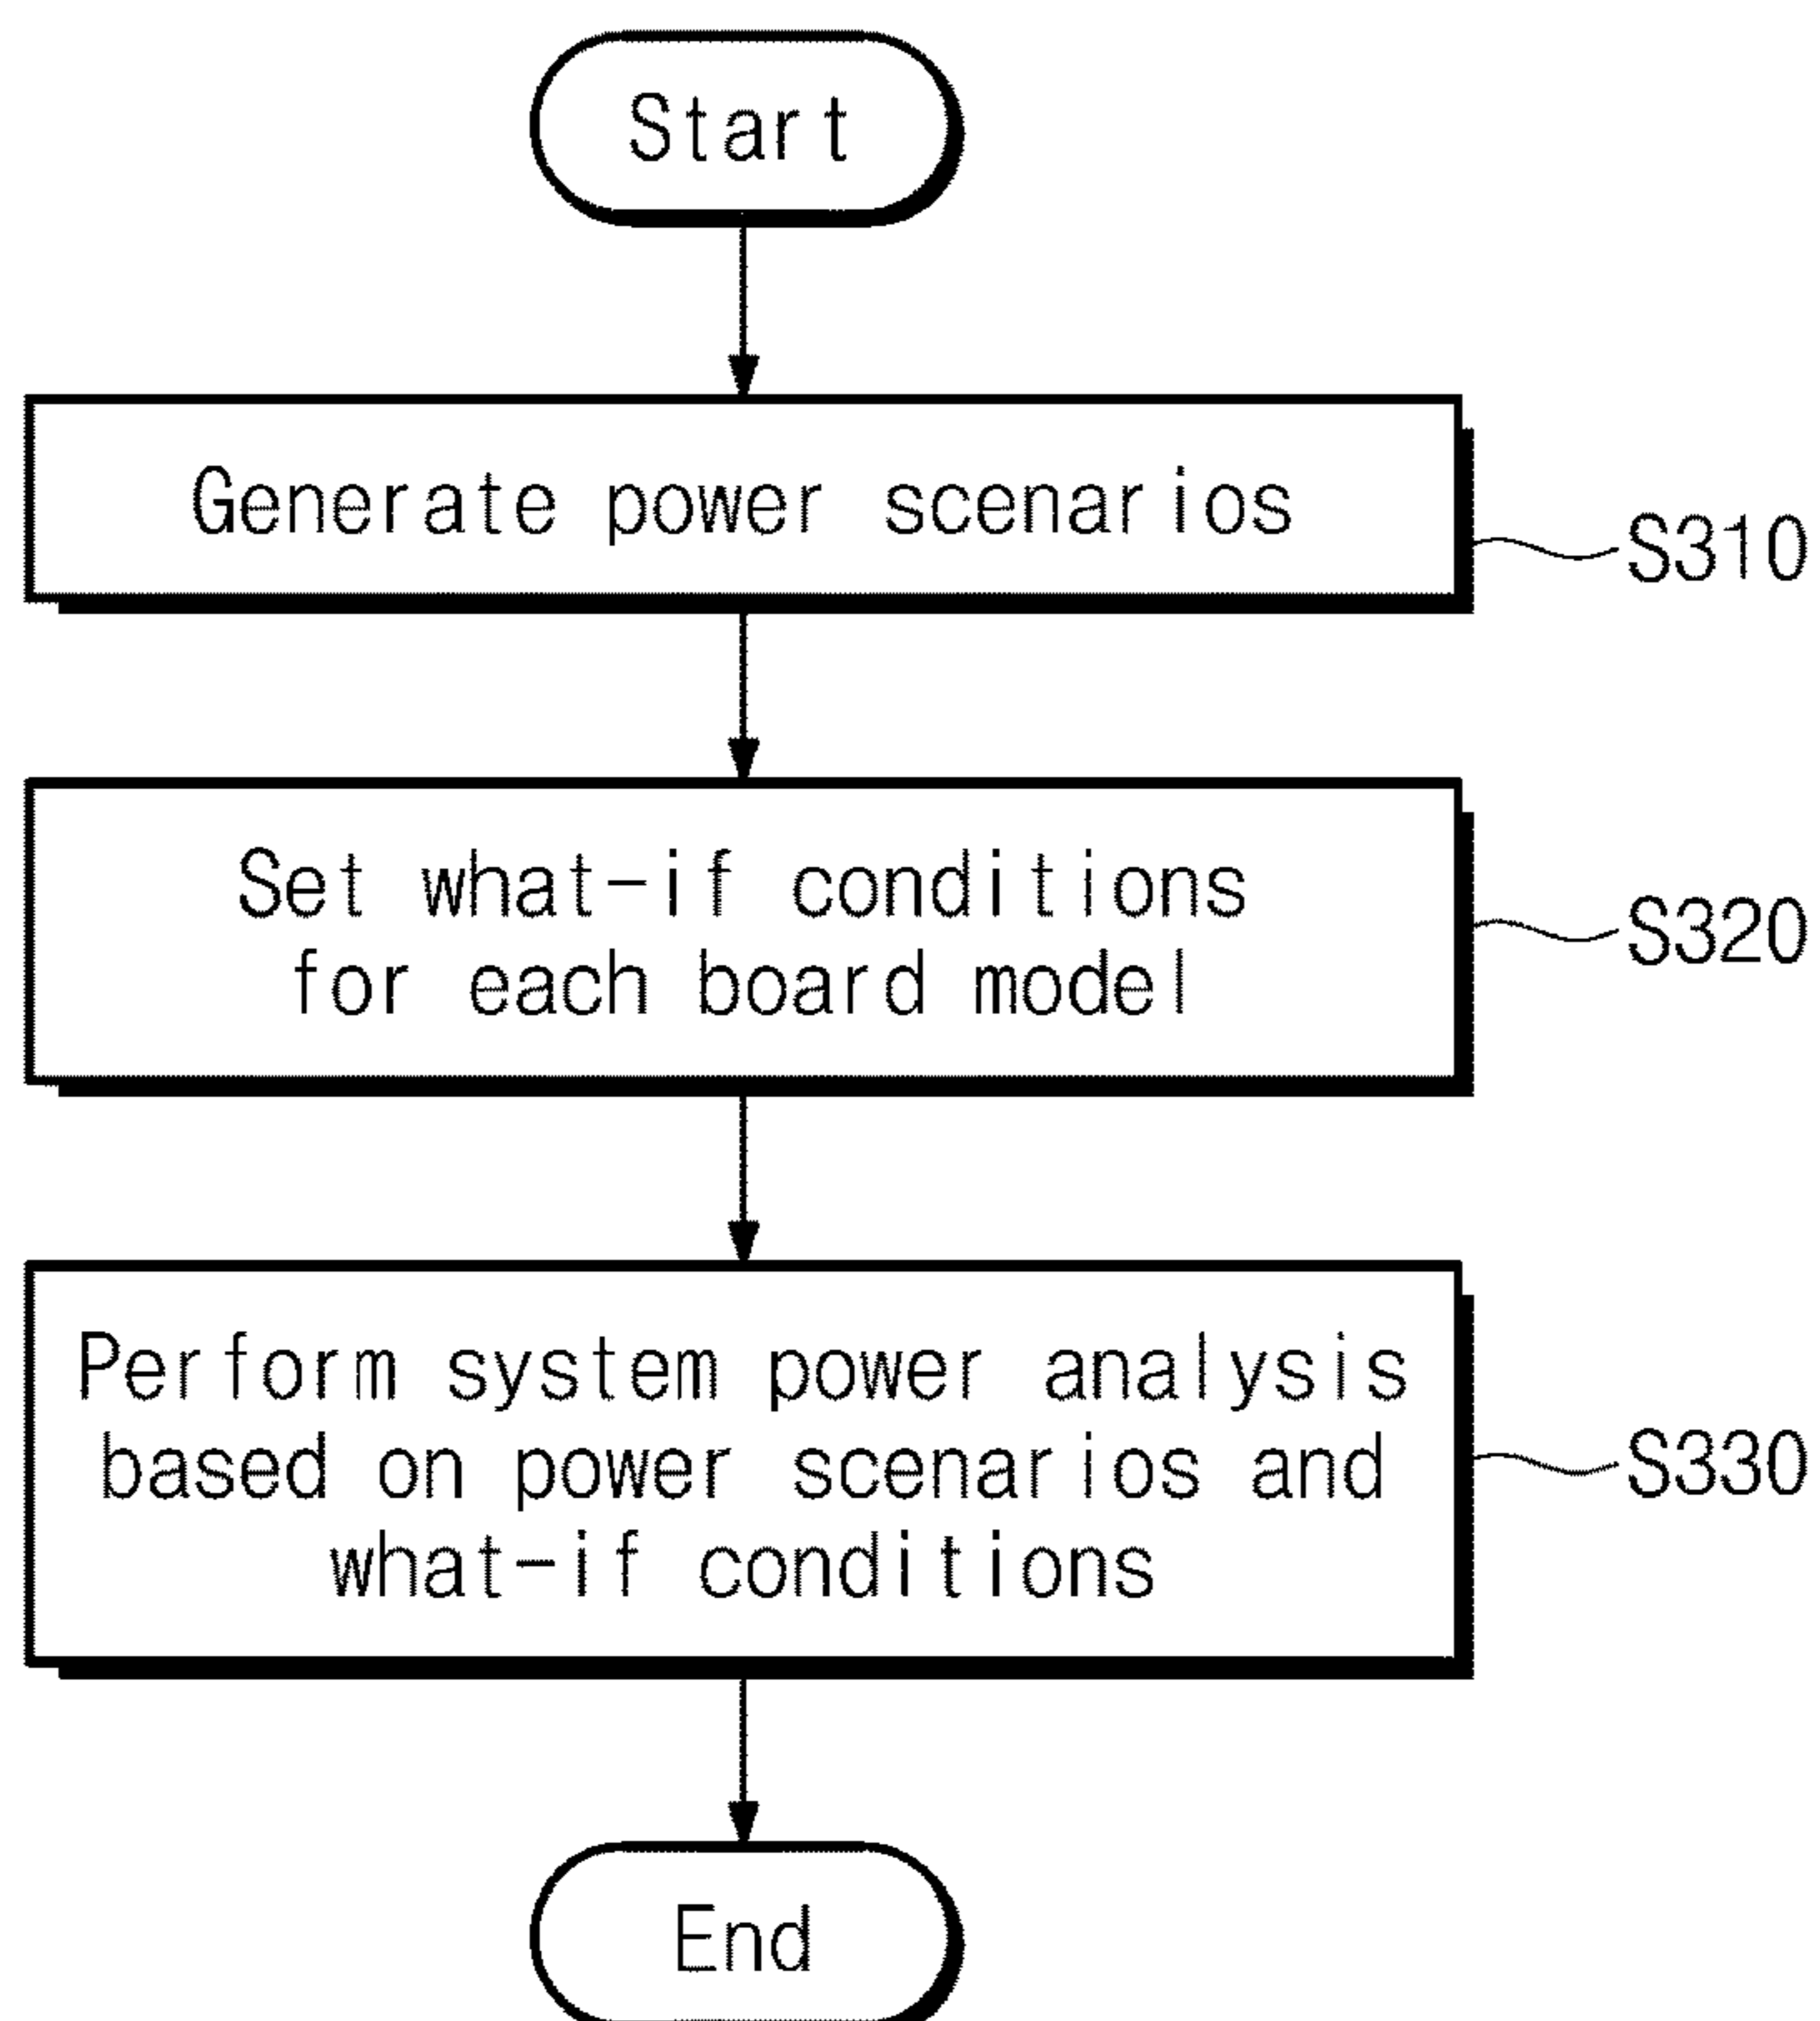 Start
Generate power scenarios
S310
Set what-if conditions
for each board model
S320
Perform system power analysis
based on power scenarios and
what-if conditions
S330
End